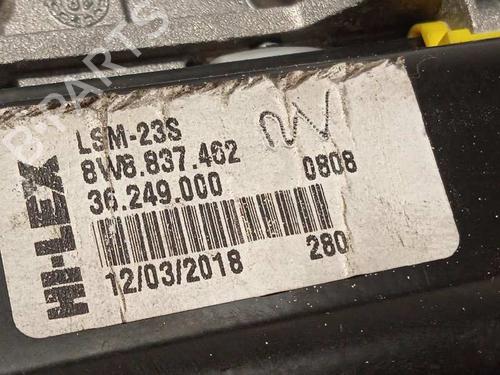 B-PARTS
HI-LEX
LSM-23S
8W8.837.462
36.249.000
0808
12/03/2018
280